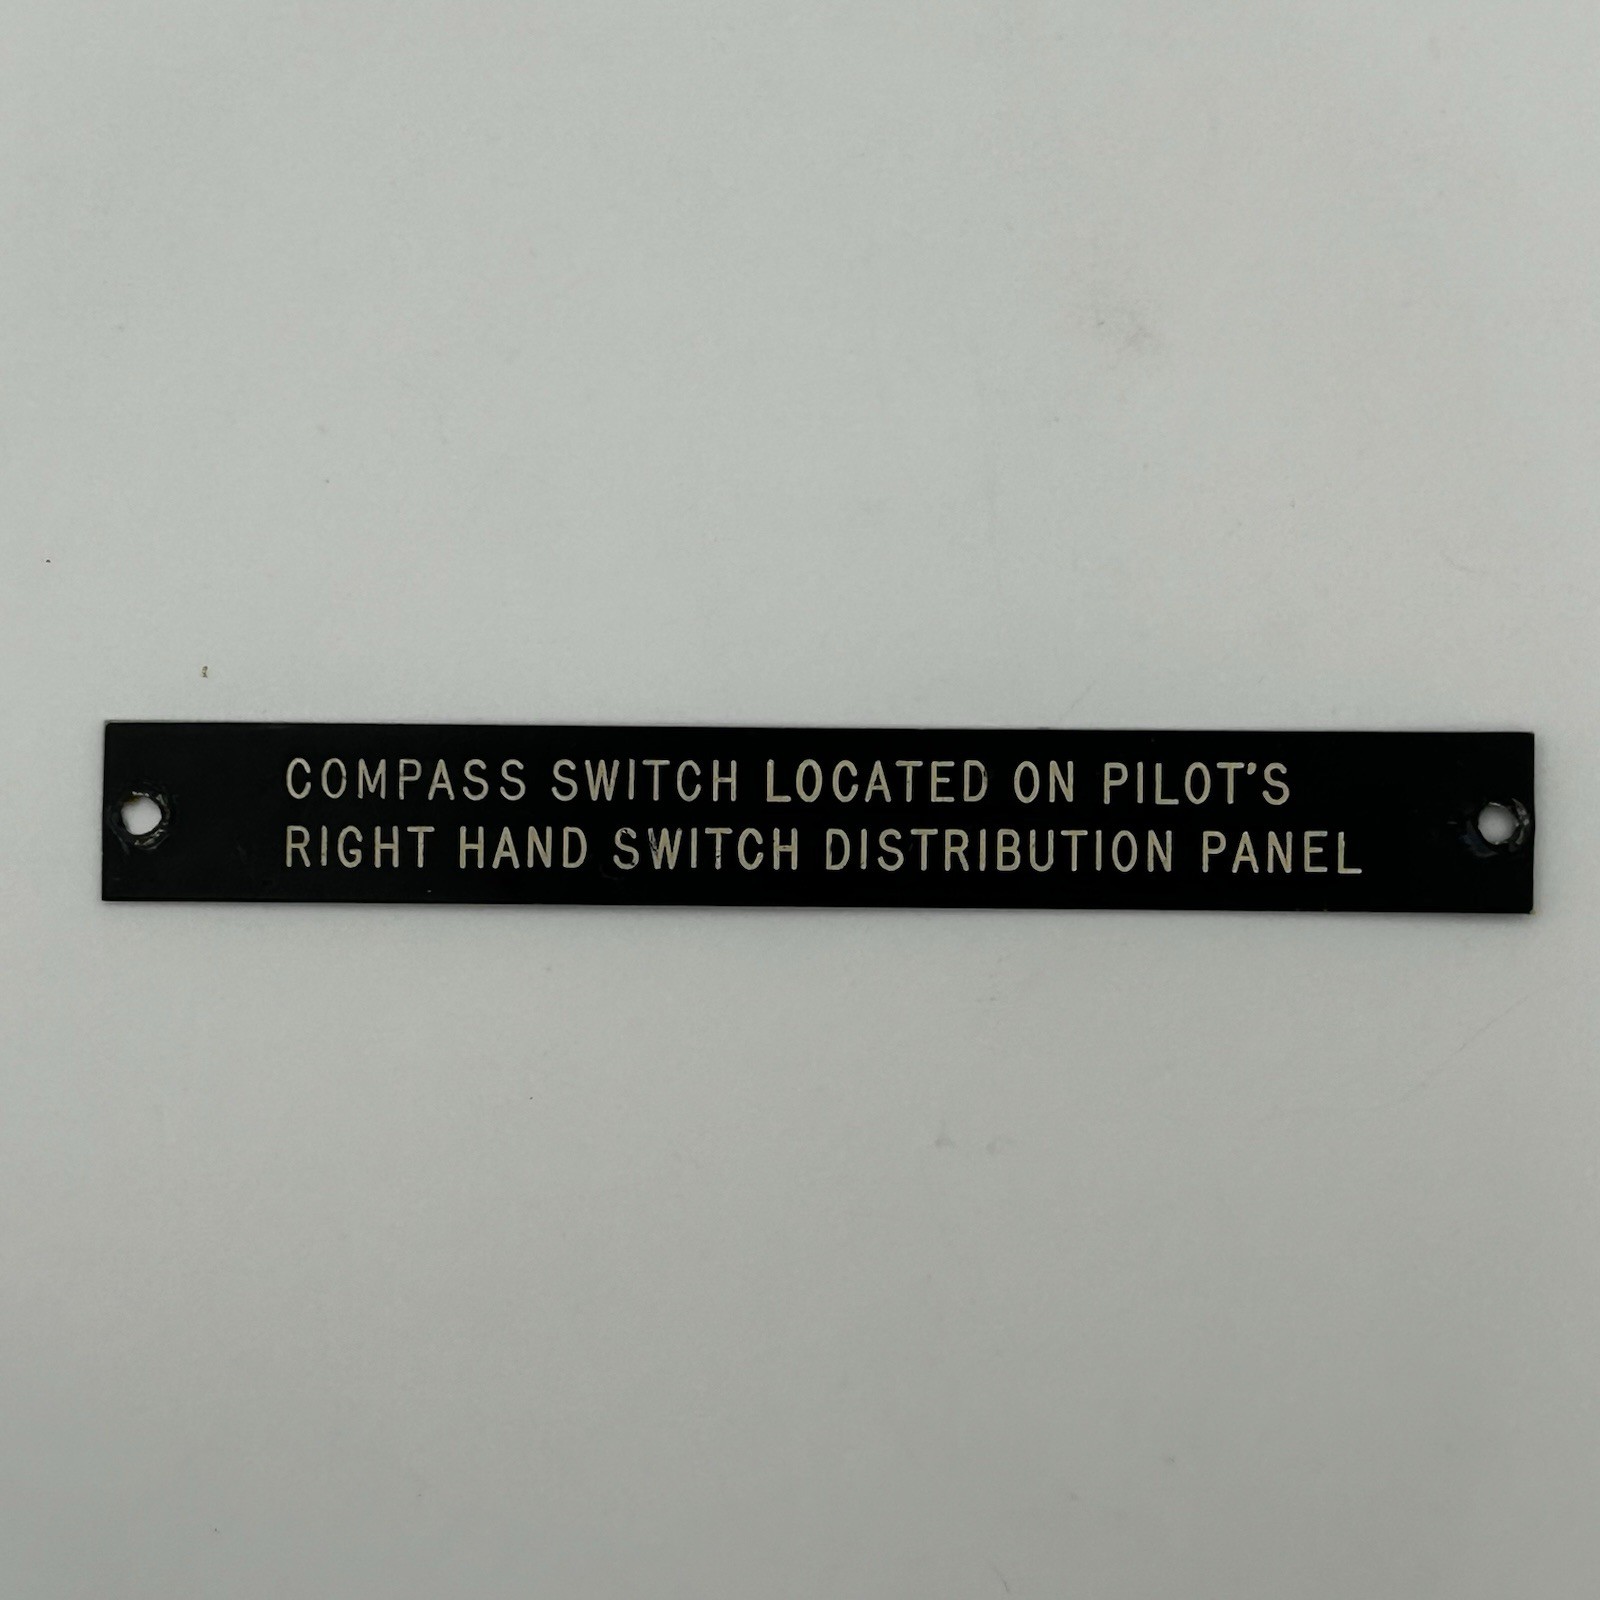 COMPASS SWITCH LOCATED ON PILOT'S
RIGHT HAND SWITCH DISTRIBUTION PANEL